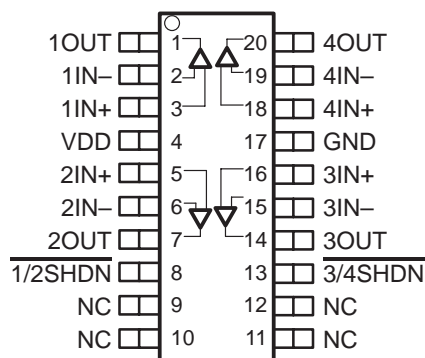 1OUT 1 20 4OUT
1IN– 2 19 4IN–
1IN+ 3 18 4IN+
VDD 4 17 GND
2IN+ 5 16 3IN+
2IN– 6 15 3IN–
2OUT 7 14 3OUT
1/2SHDN 8 13 3/4SHDN
NC 9 12 NC
NC 10 11 NC